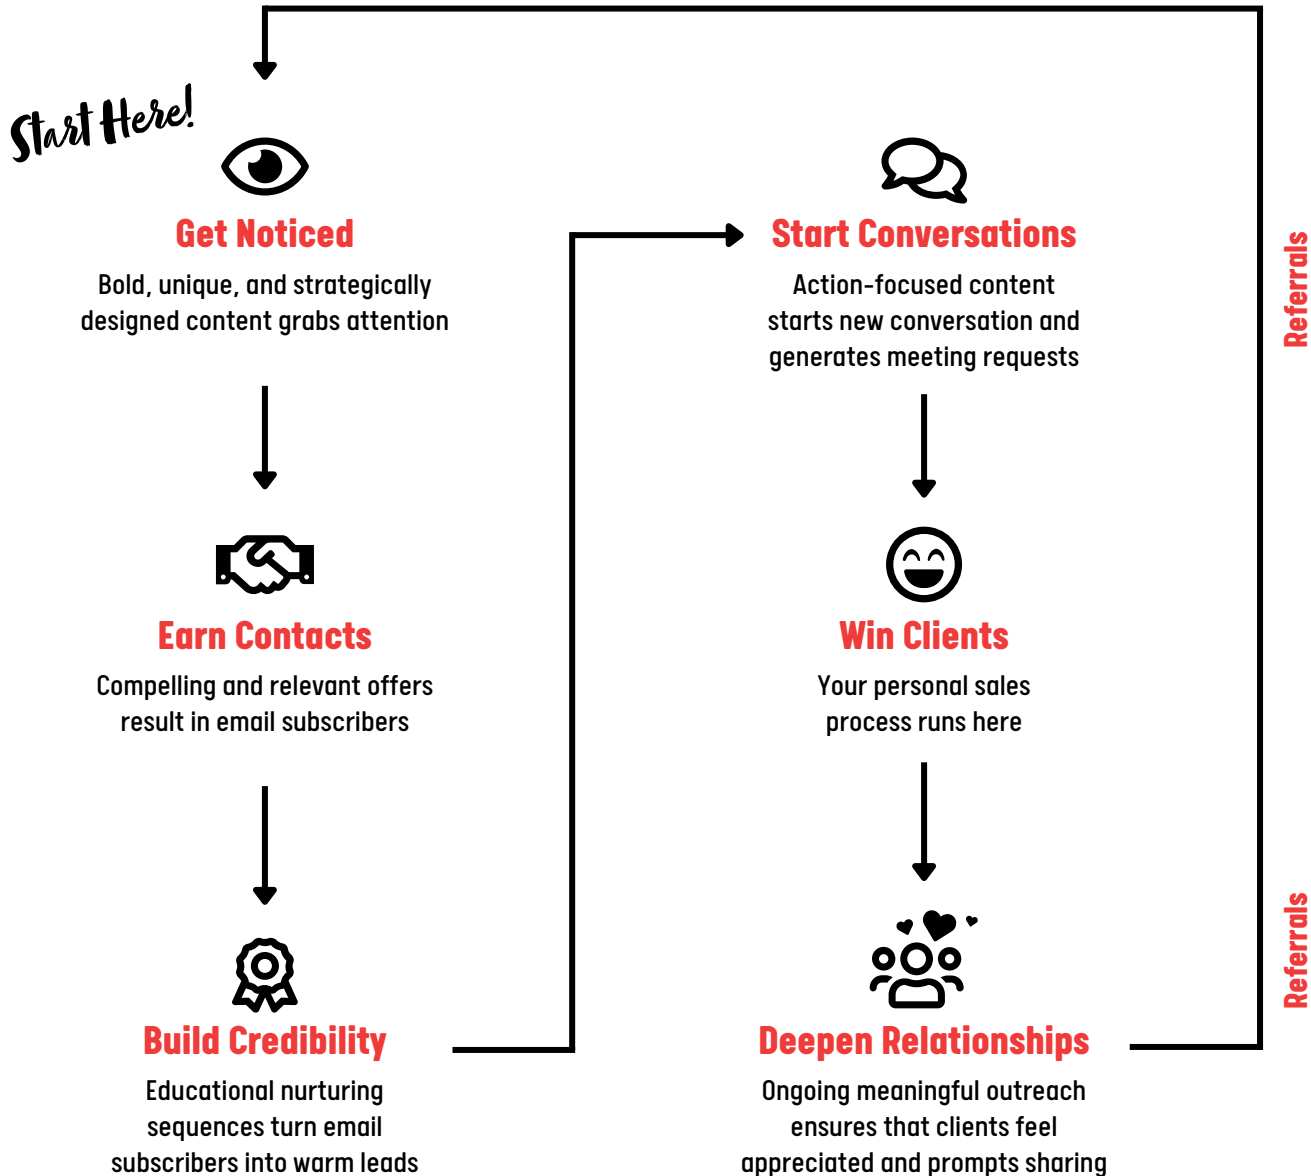 Start Here!
Get Noticed
Bold, unique, and strategically
designed content grabs attention
Earn Contacts
Compelling and relevant offers
result in email subscribers
Build Credibility
Educational nurturing
sequences turn email
subscribers into warm leads
Start Conversations
Action-focused content
starts new conversation and
generates meeting requests
Win Clients
Your personal sales
process runs here
Deepen Relationships
Ongoing meaningful outreach
ensures that clients feel
appreciated and prompts sharing
Referrals
Referrals